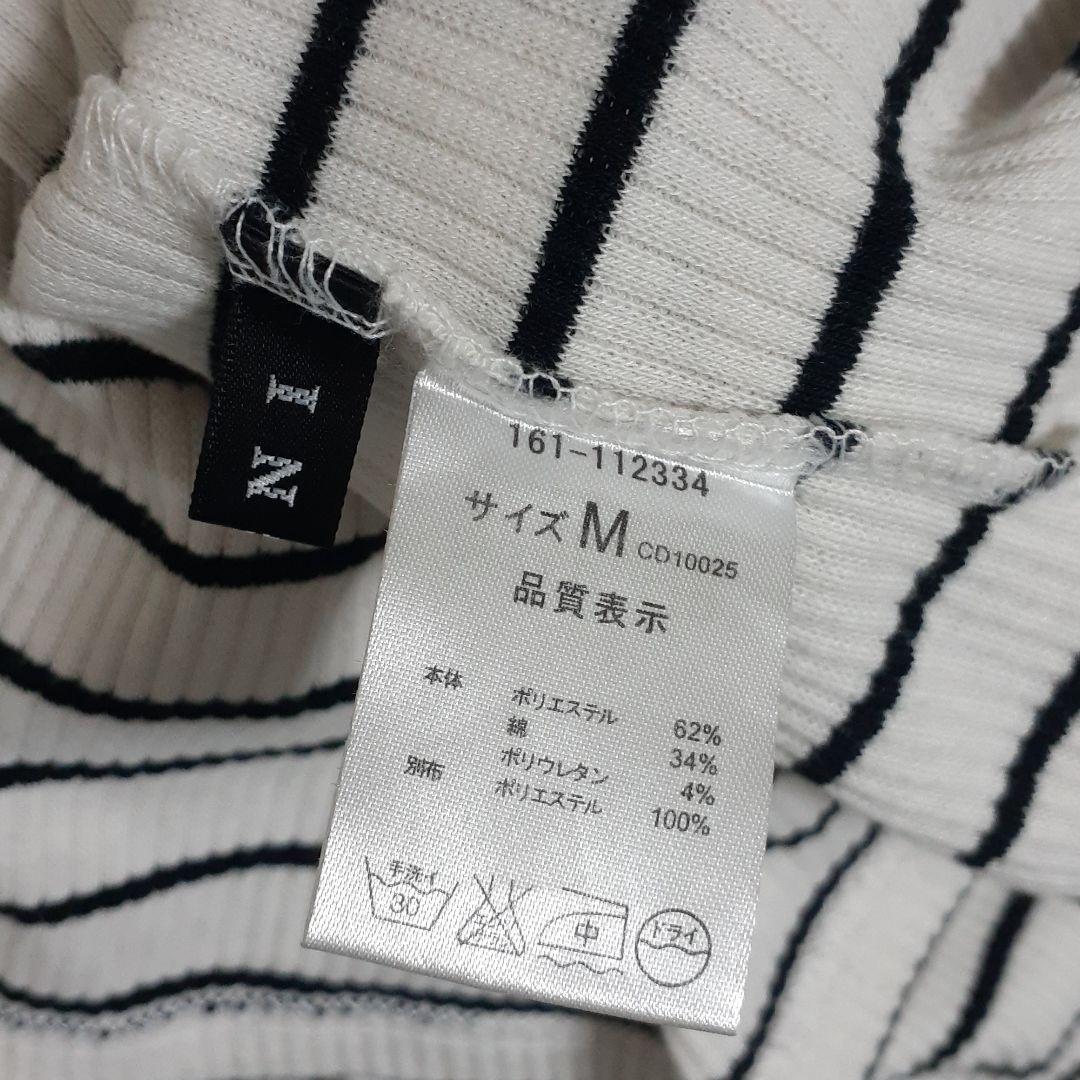 IN
161-112334
サイズ M CD10025
品質表示
本体 ポリエステル 62%
綿 34%
ポリウレタン 4%
別布 ポリエステル 100%
手洗イ 30 中 ドライ